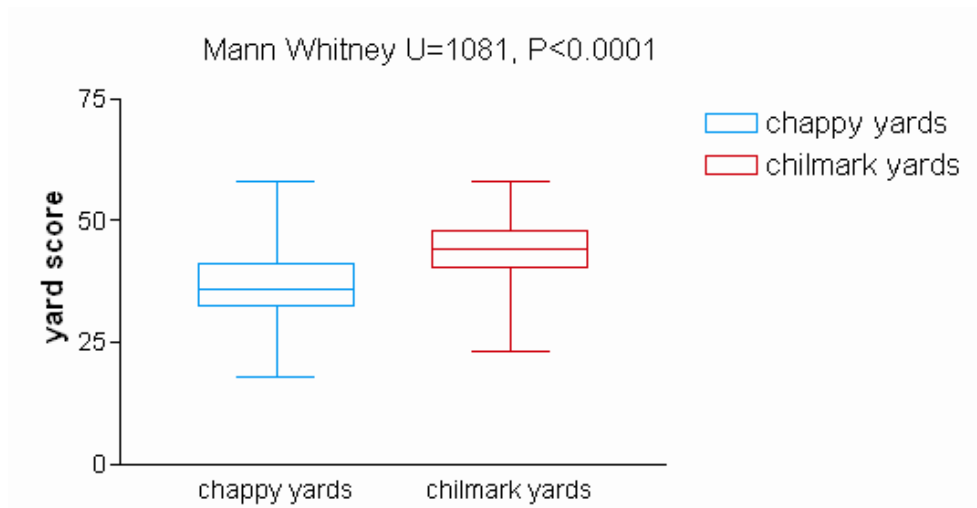 Mann Whitney U=1081, P<0.0001
75
50
25
0
yard score
chappy yards
chilmark yards
chappy yards
chilmark yards